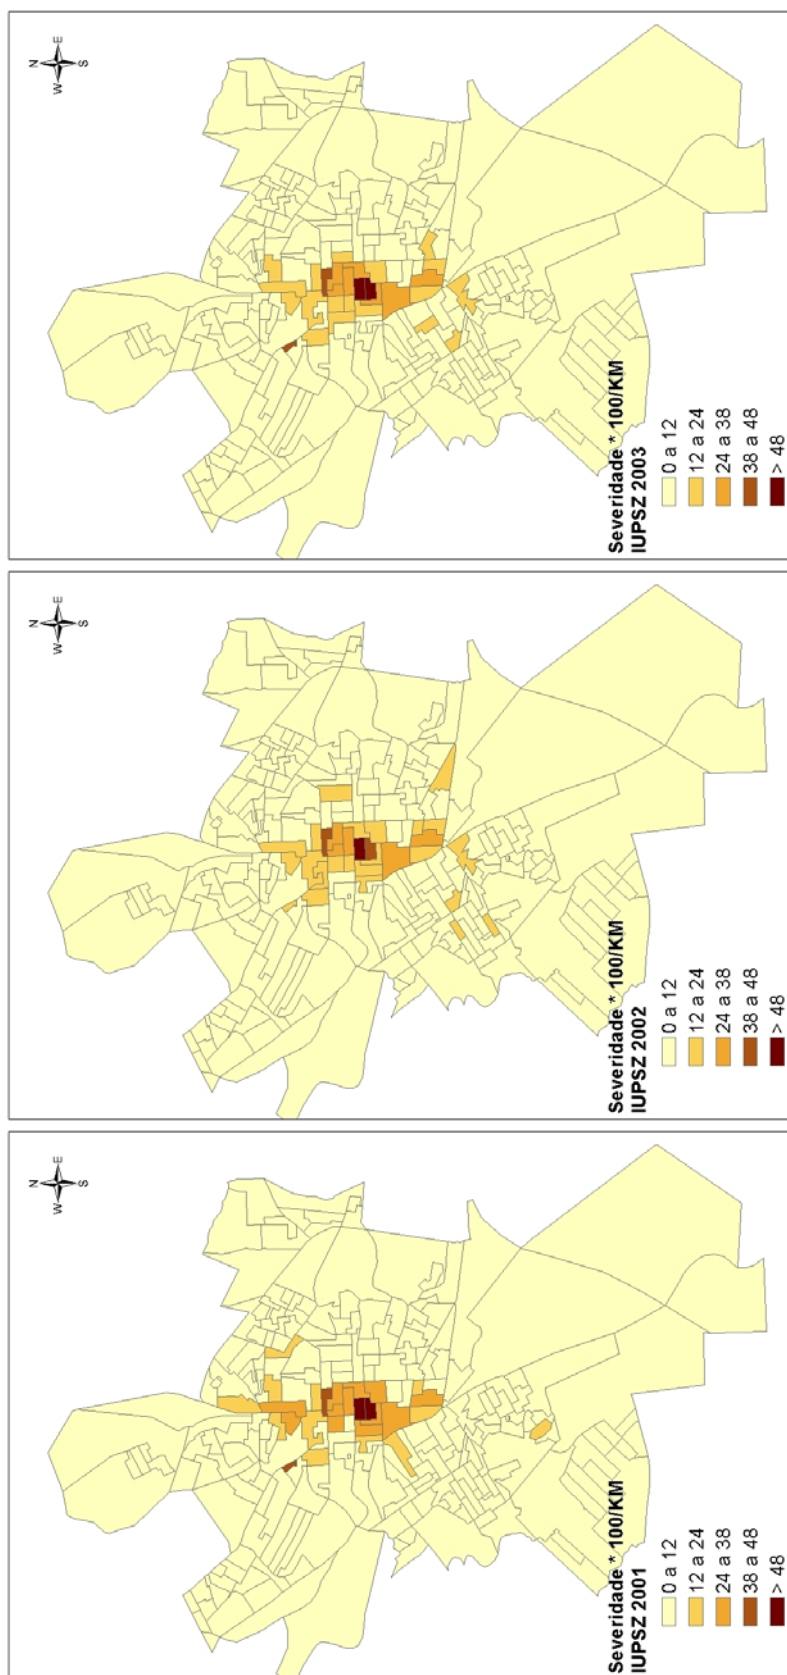 N
W E
S
Severidade * 100/KM
IUPSZ 2001
0 a 12
12 a 24
24 a 38
38 a 48
> 48
N
W E
S
Severidade * 100/KM
IUPSZ 2002
0 a 12
12 a 24
24 a 38
38 a 48
> 48
N
W E
S
Severidade * 100/KM
IUPSZ 2003
0 a 12
12 a 24
24 a 38
38 a 48
> 48